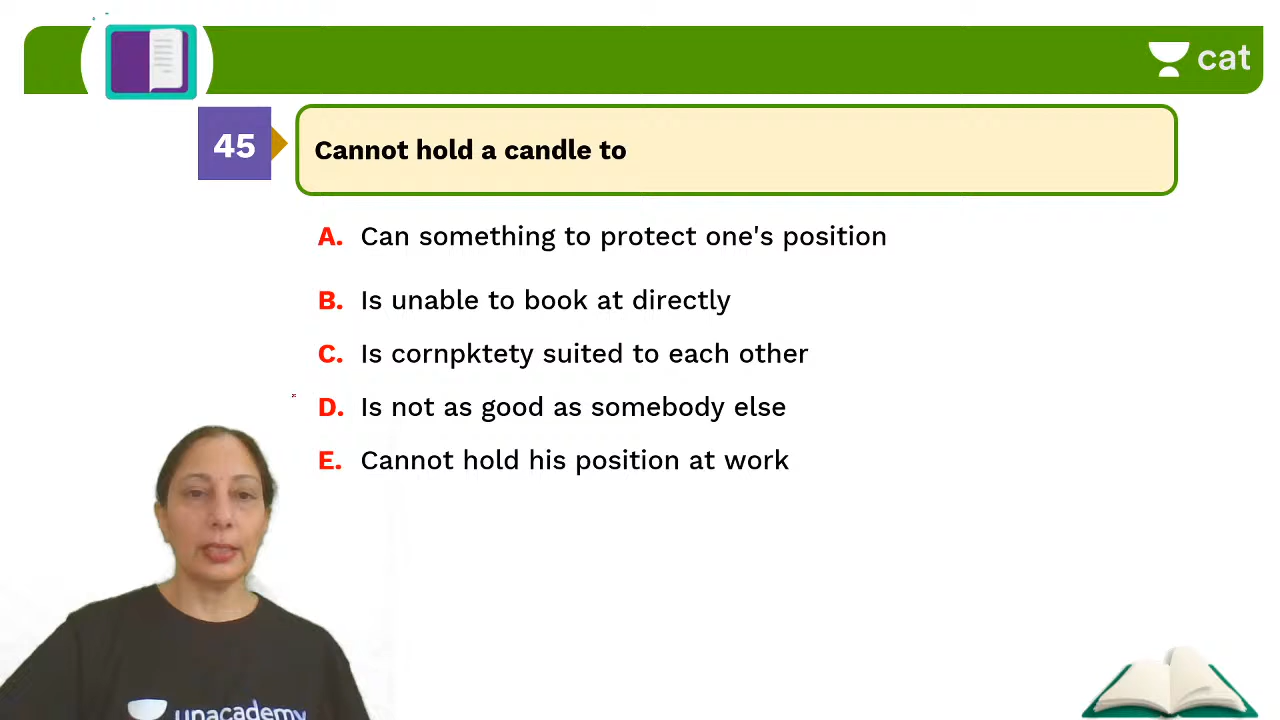 cat
45
Cannot hold a candle to
A. Can something to protect one's position
B. Is unable to book at directly
C. Is cornpktety suited to each other
D. Is not as good as somebody else
E. Cannot hold his position at work
unacademy